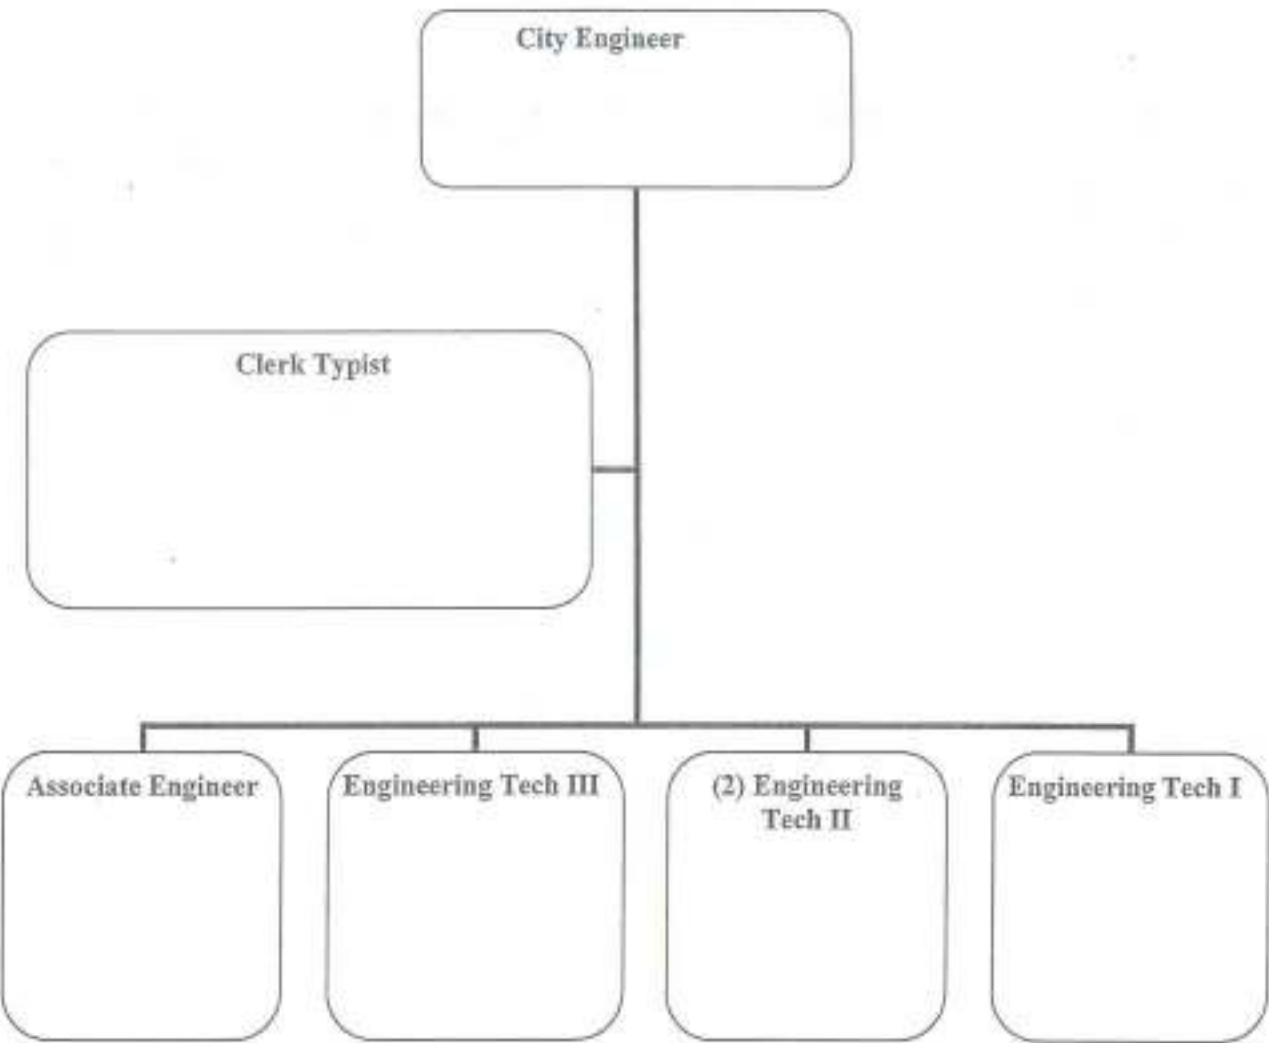 City Engineer
Clerk Typist
Associate Engineer
Engineering Tech III
(2) Engineering
Tech II
Engineering Tech I